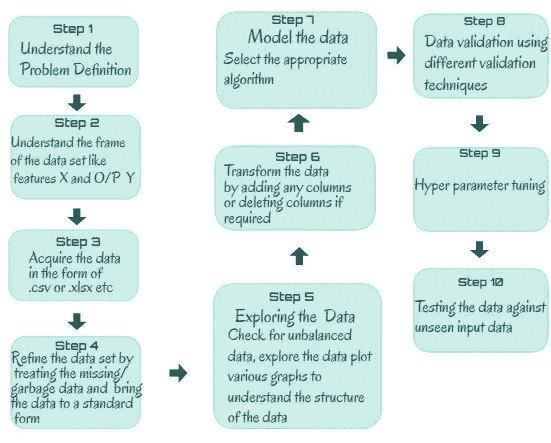 Step 1
Understand the
Problem Definition
Step 2
Understand the frame
of the data set like
features X and O/P Y
Step 3
Acquire the data
in the form of
.csv or .xlsx etc
Step 4
Refine the data set by
treating the missing/
garbage data and bring
the data to a standard
form
Step 5
Exploring the Data
Check for unbalanced
data, explore the data plot
various graphs to
understand the structure
of the data
Step 6
Transform the data
by adding any columns
or deleting columns if
required
Step 7
Model the data
Select the appropriate
algorithm
Step 8
Data validation using
different validation
techniques
Step 9
Hyper parameter tuning
Step 10
Testing the data against
unseen input data